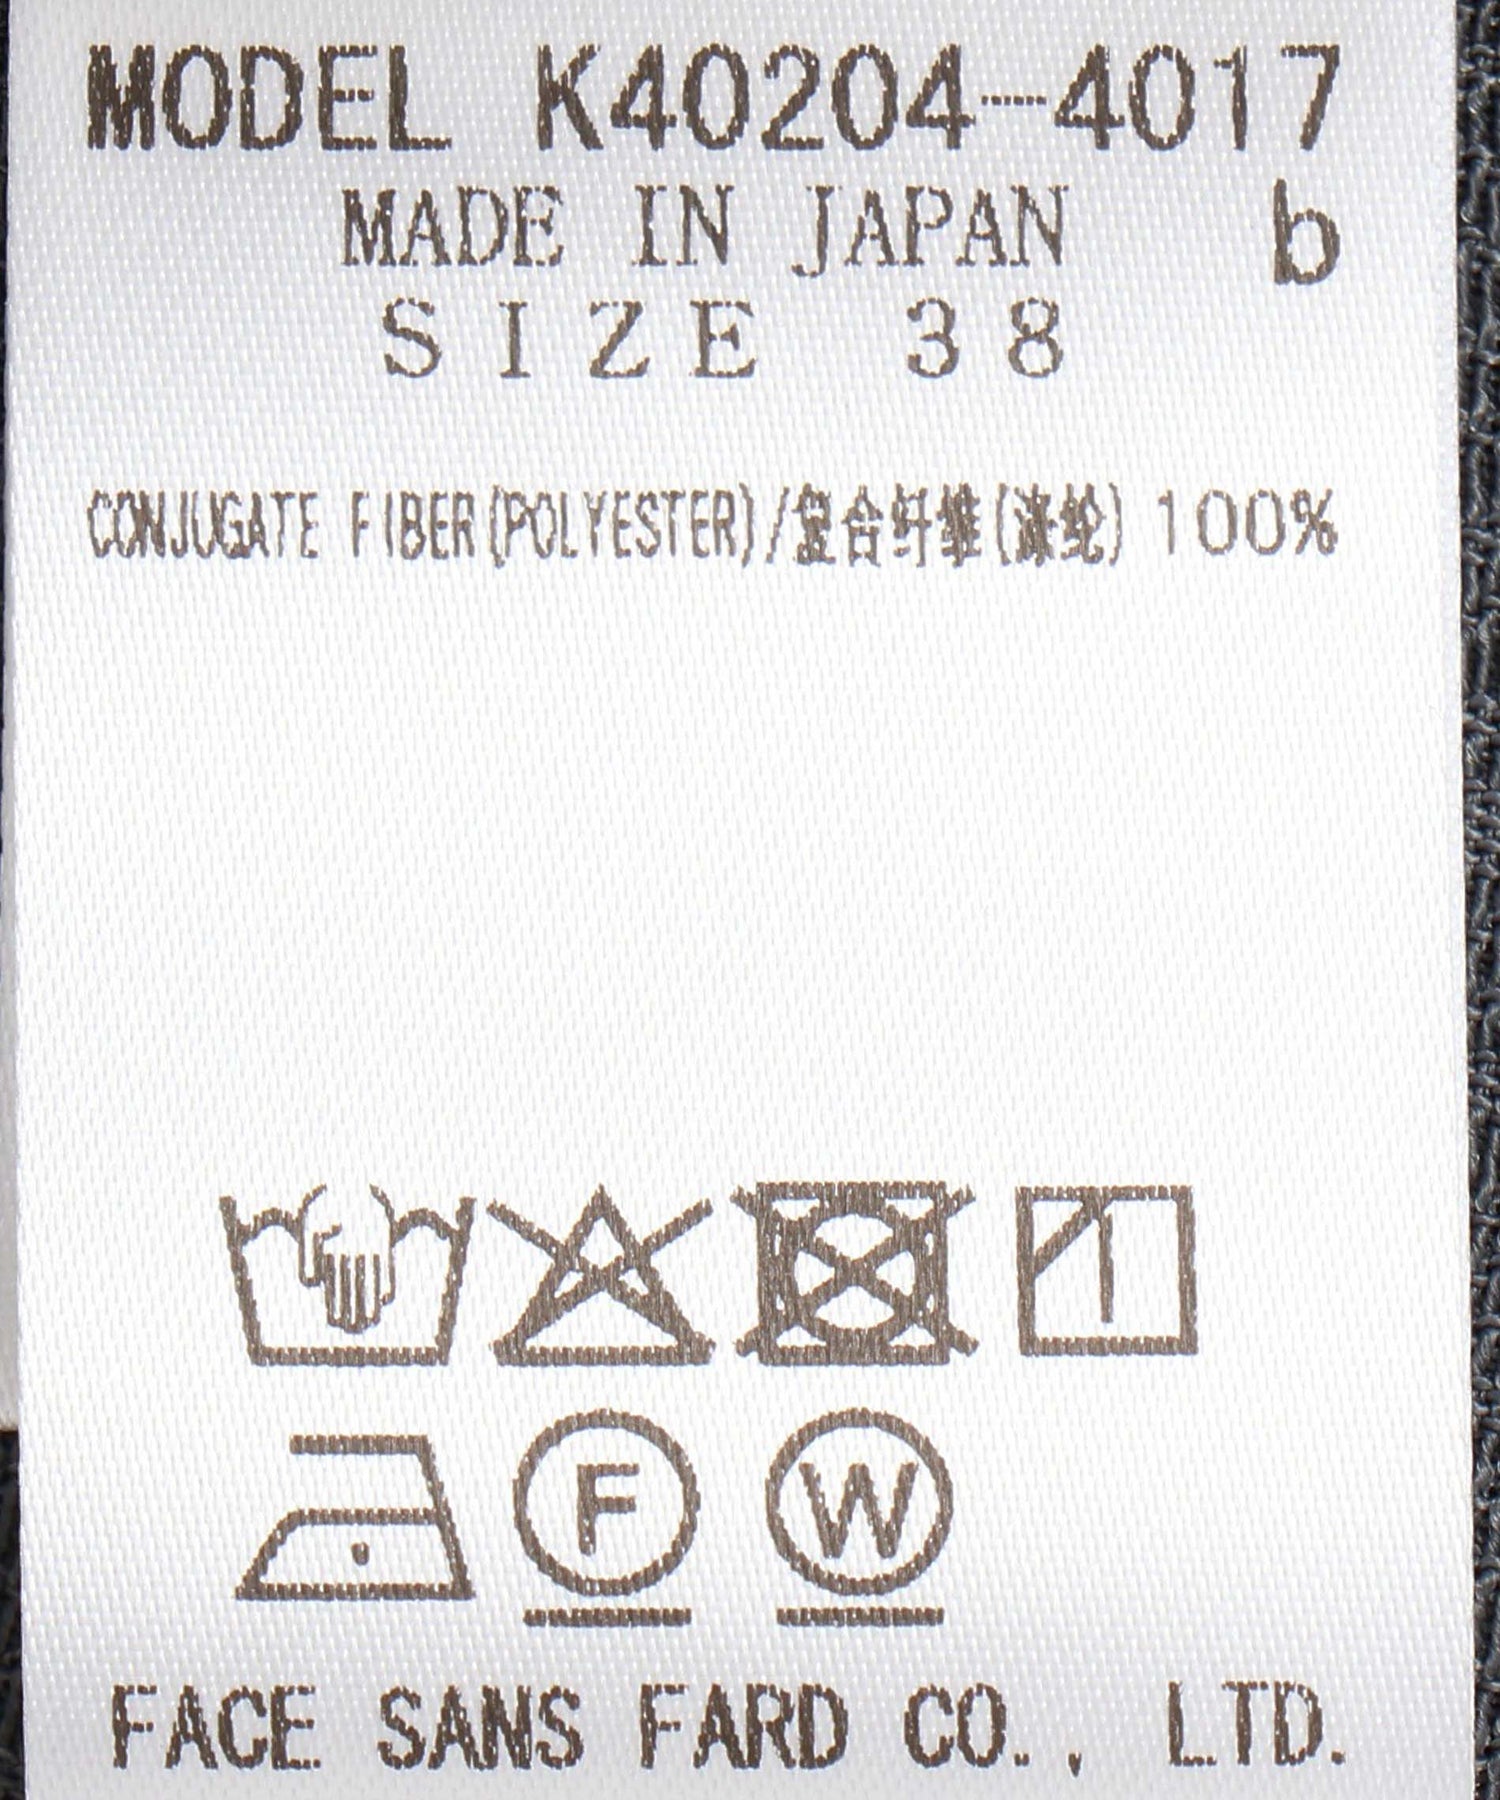 MODEL K40204-4017
MADE IN JAPAN b
SIZE 38
CONJUGATE FIBER(POLYESTER)/复合纤维(涤纶) 100%
F W
FACE SANS FARD CO., LTD.